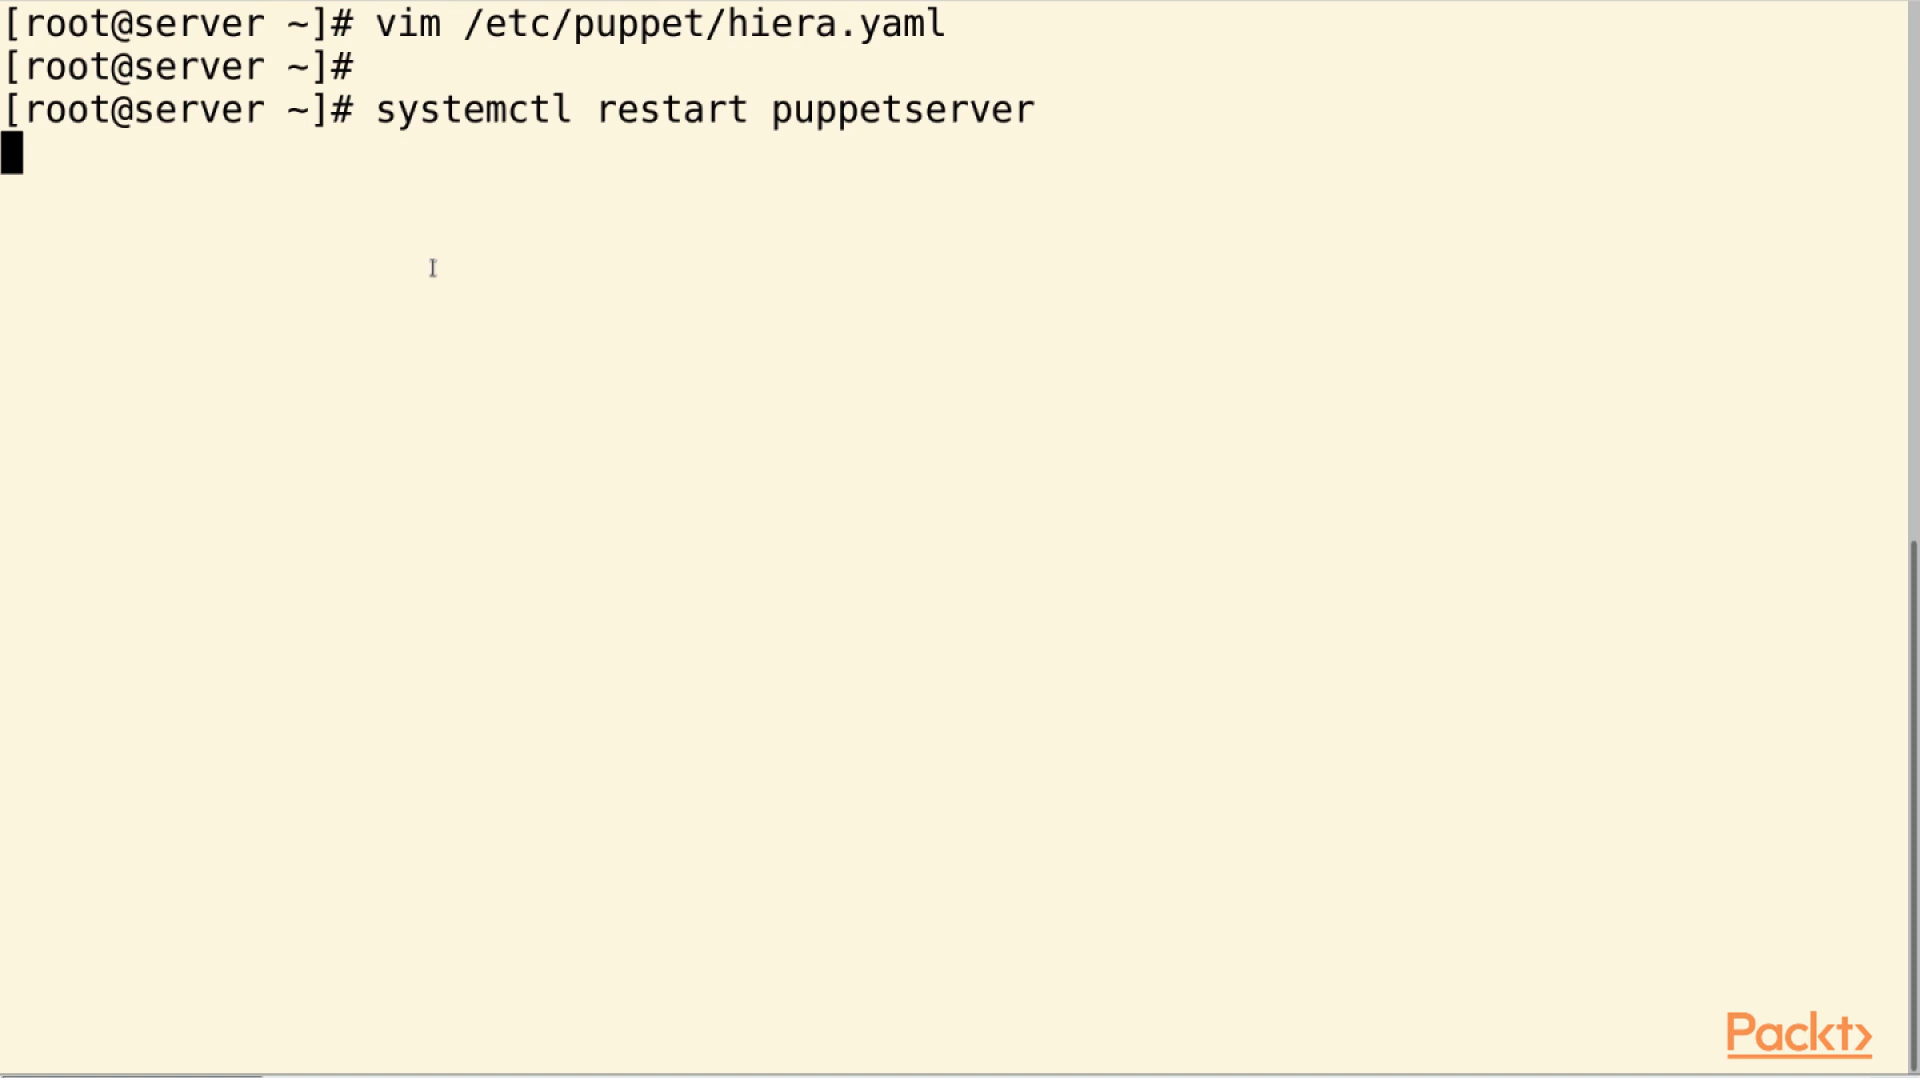 [root@server ~]# vim /etc/puppet/hiera.yaml
[root@server ~]#
[root@server ~]# systemctl restart puppetserver
Packt>